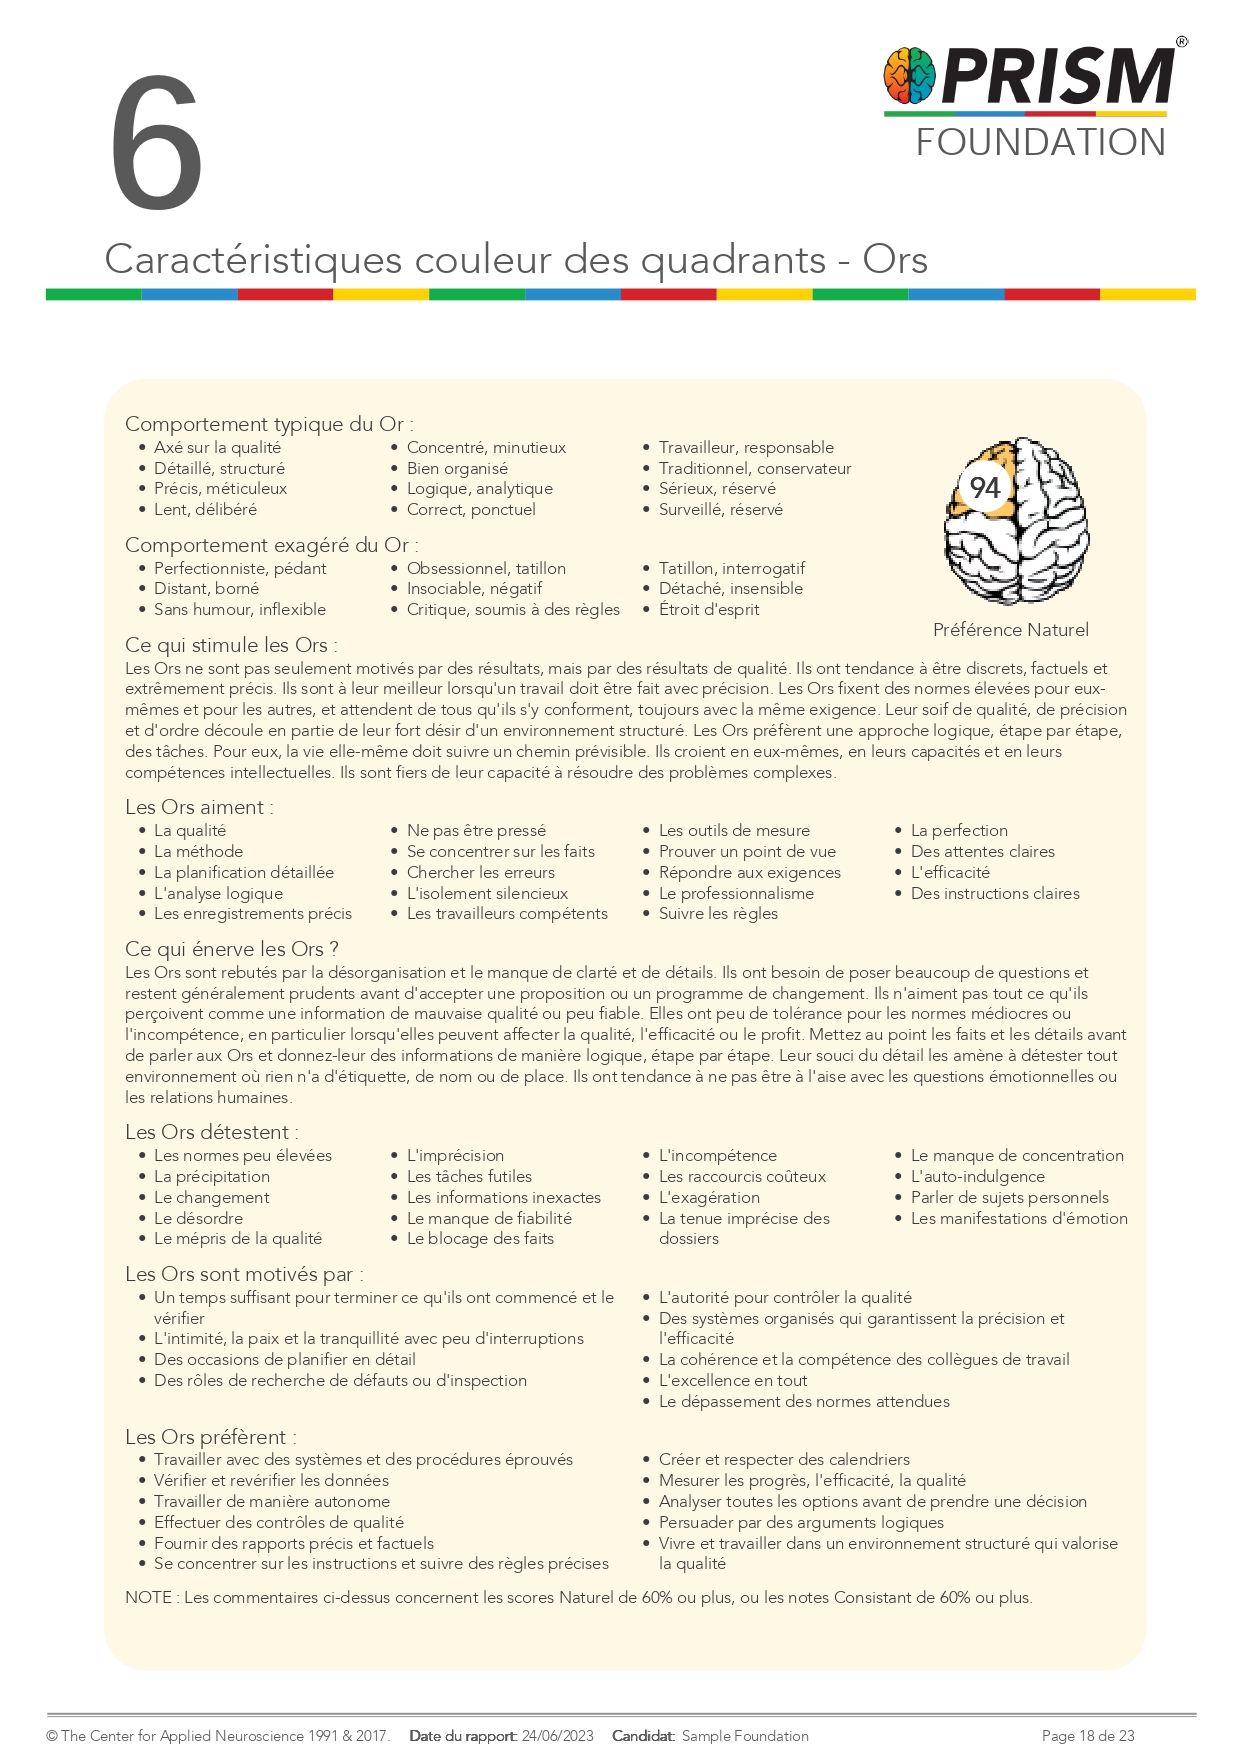 6
PRISM®
FOUNDATION
Caractéristiques couleur des quadrants - Ors
Comportement typique du Or :
• Axé sur la qualité
• Détaillé, structuré
• Précis, méticuleux
• Lent, délibéré
• Concentré, minutieux
• Bien organisé
• Logique, analytique
• Correct, ponctuel
• Travailleur, responsable
• Traditionnel, conservateur
• Sérieux, réservé
• Surveillé, réservé
94
Préférence Naturel
Comportement exagéré du Or :
• Perfectionniste, pédant
• Distant, borné
• Sans humour, inflexible
• Obsessionnel, tatillon
• Insociable, négatif
• Critique, soumis à des règles
• Tatillon, interrogatif
• Détaché, insensible
• Étroit d'esprit
Ce qui stimule les Ors :
Les Ors ne sont pas seulement motivés par des résultats, mais par des résultats de qualité. Ils ont tendance à être discrets, factuels et
extrêmement précis. Ils sont à leur meilleur lorsqu'un travail doit être fait avec précision. Les Ors fixent des normes élevées pour eux-
mêmes et pour les autres, et attendent de tous qu'ils s'y conforment, toujours avec la même exigence. Leur soif de qualité, de précision
et d'ordre découle en partie de leur fort désir d'un environnement structuré. Les Ors préfèrent une approche logique, étape par étape,
des tâches. Pour eux, la vie elle-même doit suivre un chemin prévisible. Ils croient en eux-mêmes, en leurs capacités et en leurs
compétences intellectuelles. Ils sont fiers de leur capacité à résoudre des problèmes complexes.
Les Ors aiment :
• La qualité
• La méthode
• La planification détaillée
• L'analyse logique
• Les enregistrements précis
• Ne pas être pressé
• Se concentrer sur les faits
• Chercher les erreurs
• L'isolement silencieux
• Les travailleurs compétents
• Les outils de mesure
• Prouver un point de vue
• Répondre aux exigences
• Le professionnalisme
• Suivre les règles
• La perfection
• Des attentes claires
• L'efficacité
• Des instructions claires
Ce qui énerve les Ors ?
Les Ors sont rebutés par la désorganisation et le manque de clarté et de détails. Ils ont besoin de poser beaucoup de questions et
restent généralement prudents avant d'accepter une proposition ou un programme de changement. Ils n'aiment pas tout ce qu'ils
perçoivent comme une information de mauvaise qualité ou peu fiable. Elles ont peu de tolérance pour les normes médiocres ou
l'incompétence, en particulier lorsqu'elles peuvent affecter la qualité, l'efficacité ou le profit. Mettez au point les faits et les détails avant
de parler aux Ors et donnez-leur des informations de manière logique, étape par étape. Leur souci du détail les amène à détester tout
environnement où rien n'a d'étiquette, de nom ou de place. Ils ont tendance à ne pas être à l'aise avec les questions émotionnelles ou
les relations humaines.
Les Ors détestent :
• Les normes peu élevées
• La précipitation
• Le changement
• Le désordre
• Le mépris de la qualité
• L'imprécision
• Les tâches futiles
• Les informations inexactes
• Le manque de fiabilité
• Le blocage des faits
• L'incompétence
• Les raccourcis coûteux
• L'exagération
• La tenue imprécise des
dossiers
• Le manque de concentration
• L'auto-indulgence
• Parler de sujets personnels
• Les manifestations d'émotion
Les Ors sont motivés par :
• Un temps suffisant pour terminer ce qu'ils ont commencé et le
vérifier
• L'intimité, la paix et la tranquillité avec peu d'interruptions
• Des occasions de planifier en détail
• Des rôles de recherche de défauts ou d'inspection
• L'autorité pour contrôler la qualité
• Des systèmes organisés qui garantissent la précision et
l'efficacité
• La cohérence et la compétence des collègues de travail
• L'excellence en tout
• Le dépassement des normes attendues
Les Ors préfèrent :
• Travailler avec des systèmes et des procédures éprouvés
• Vérifier et revérifier les données
• Travailler de manière autonome
• Effectuer des contrôles de qualité
• Fournir des rapports précis et factuels
• Se concentrer sur les instructions et suivre des règles précises
• Créer et respecter des calendriers
• Mesurer les progrès, l'efficacité, la qualité
• Analyser toutes les options avant de prendre une décision
• Persuader par des arguments logiques
• Vivre et travailler dans un environnement structuré qui valorise
la qualité
NOTE : Les commentaires ci-dessus concernent les scores Naturel de 60% ou plus, ou les notes Consistant de 60% ou plus.
© The Center for Applied Neuroscience 1991 & 2017. Date du rapport: 24/06/2023 Candidat: Sample Foundation Page 18 de 23